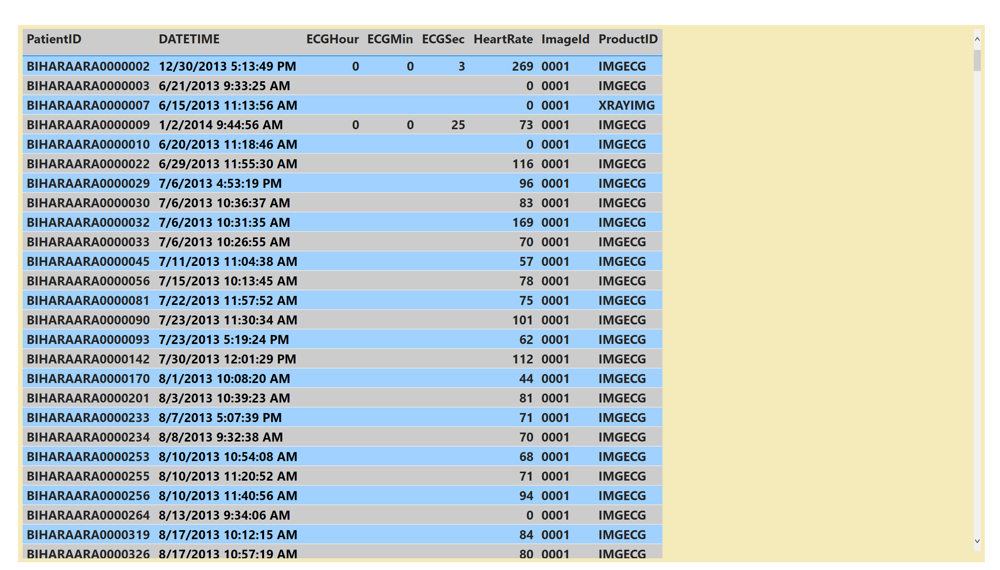 PatientID DATETIME ECGHour ECGMin ECGSec HeartRate ImageId ProductID
BIHARAARA0000002 12/30/2013 5:13:49 PM 0 0 3 269 0001 IMGECG
BIHARAARA0000003 6/21/2013 9:33:25 AM 0 0001 IMGECG
BIHARAARA0000007 6/15/2013 11:13:56 AM 0 0001 XRAYIMG
BIHARAARA0000009 1/2/2014 9:44:56 AM 0 0 25 73 0001 IMGECG
BIHARAARA0000010 6/20/2013 11:18:46 AM 0 0001 IMGECG
BIHARAARA0000022 6/29/2013 11:55:30 AM 116 0001 IMGECG
BIHARAARA0000029 7/6/2013 4:53:19 PM 96 0001 IMGECG
BIHARAARA0000030 7/6/2013 10:36:37 AM 83 0001 IMGECG
BIHARAARA0000032 7/6/2013 10:31:35 AM 169 0001 IMGECG
BIHARAARA0000033 7/6/2013 10:26:55 AM 70 0001 IMGECG
BIHARAARA0000045 7/11/2013 11:04:38 AM 57 0001 IMGECG
BIHARAARA0000056 7/15/2013 10:13:45 AM 78 0001 IMGECG
BIHARAARA0000081 7/22/2013 11:57:52 AM 75 0001 IMGECG
BIHARAARA0000090 7/23/2013 11:30:34 AM 101 0001 IMGECG
BIHARAARA0000093 7/23/2013 5:19:24 PM 62 0001 IMGECG
BIHARAARA0000142 7/30/2013 12:01:29 PM 112 0001 IMGECG
BIHARAARA0000170 8/1/2013 10:08:20 AM 44 0001 IMGECG
BIHARAARA0000201 8/3/2013 10:39:23 AM 81 0001 IMGECG
BIHARAARA0000233 8/7/2013 5:07:39 PM 71 0001 IMGECG
BIHARAARA0000234 8/8/2013 9:32:38 AM 70 0001 IMGECG
BIHARAARA0000253 8/10/2013 10:54:08 AM 68 0001 IMGECG
BIHARAARA0000255 8/10/2013 11:20:52 AM 71 0001 IMGECG
BIHARAARA0000256 8/10/2013 11:40:56 AM 94 0001 IMGECG
BIHARAARA0000264 8/13/2013 9:34:06 AM 0 0001 IMGECG
BIHARAARA0000319 8/17/2013 10:12:15 AM 84 0001 IMGECG
BIHARAARA0000326 8/17/2013 10:57:19 AM 80 0001 IMGECG